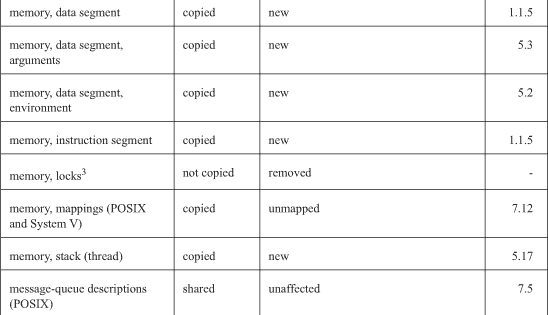 memory, data segment copied new 1.1.5
memory, data segment, copied new 5.3
arguments
memory, data segment, copied new 5.2
environment
memory, instruction segment copied new 1.1.5
memory, locks3 not copied removed -
memory, mappings (POSIX copied unmapped 7.12
and System V)
memory, stack (thread) copied new 5.17
message-queue descriptions shared unaffected 7.5
(POSIX)